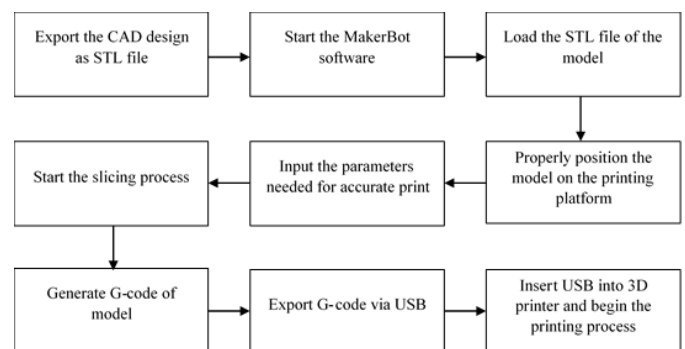 Export the CAD design
as STL file
Start the MakerBot
software
Load the STL file of the
model
Properly position the
model on the printing
platform
Input the parameters
needed for accurate print
Start the slicing process
Generate G-code of
model
Export G-code via USB
Insert USB into 3D
printer and begin the
printing process